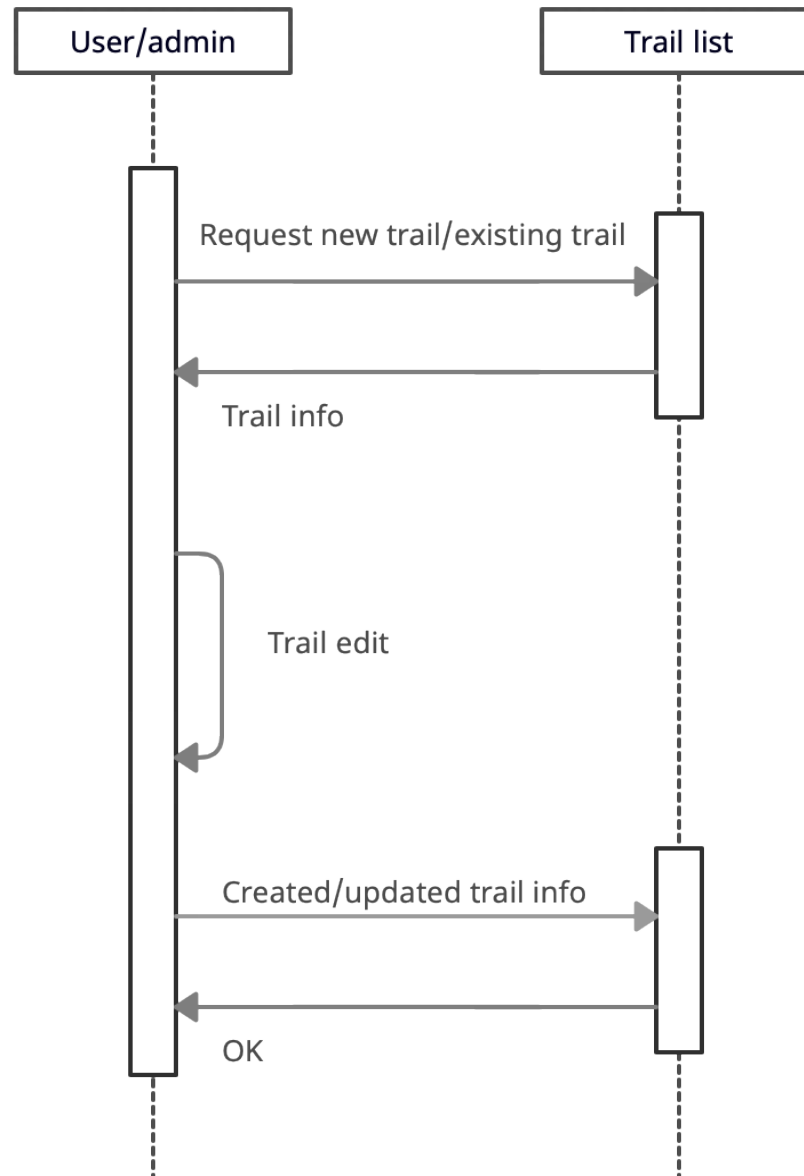 User/admin
Trail list
Request new trail/existing trail
Trail info
Trail edit
Created/updated trail info
OK